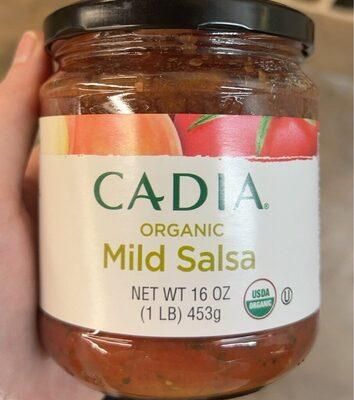 CADIA®
ORGANIC
Mild Salsa
NET WT 16 OZ
(1 LB) 453g
USDA
ORGANIC
U